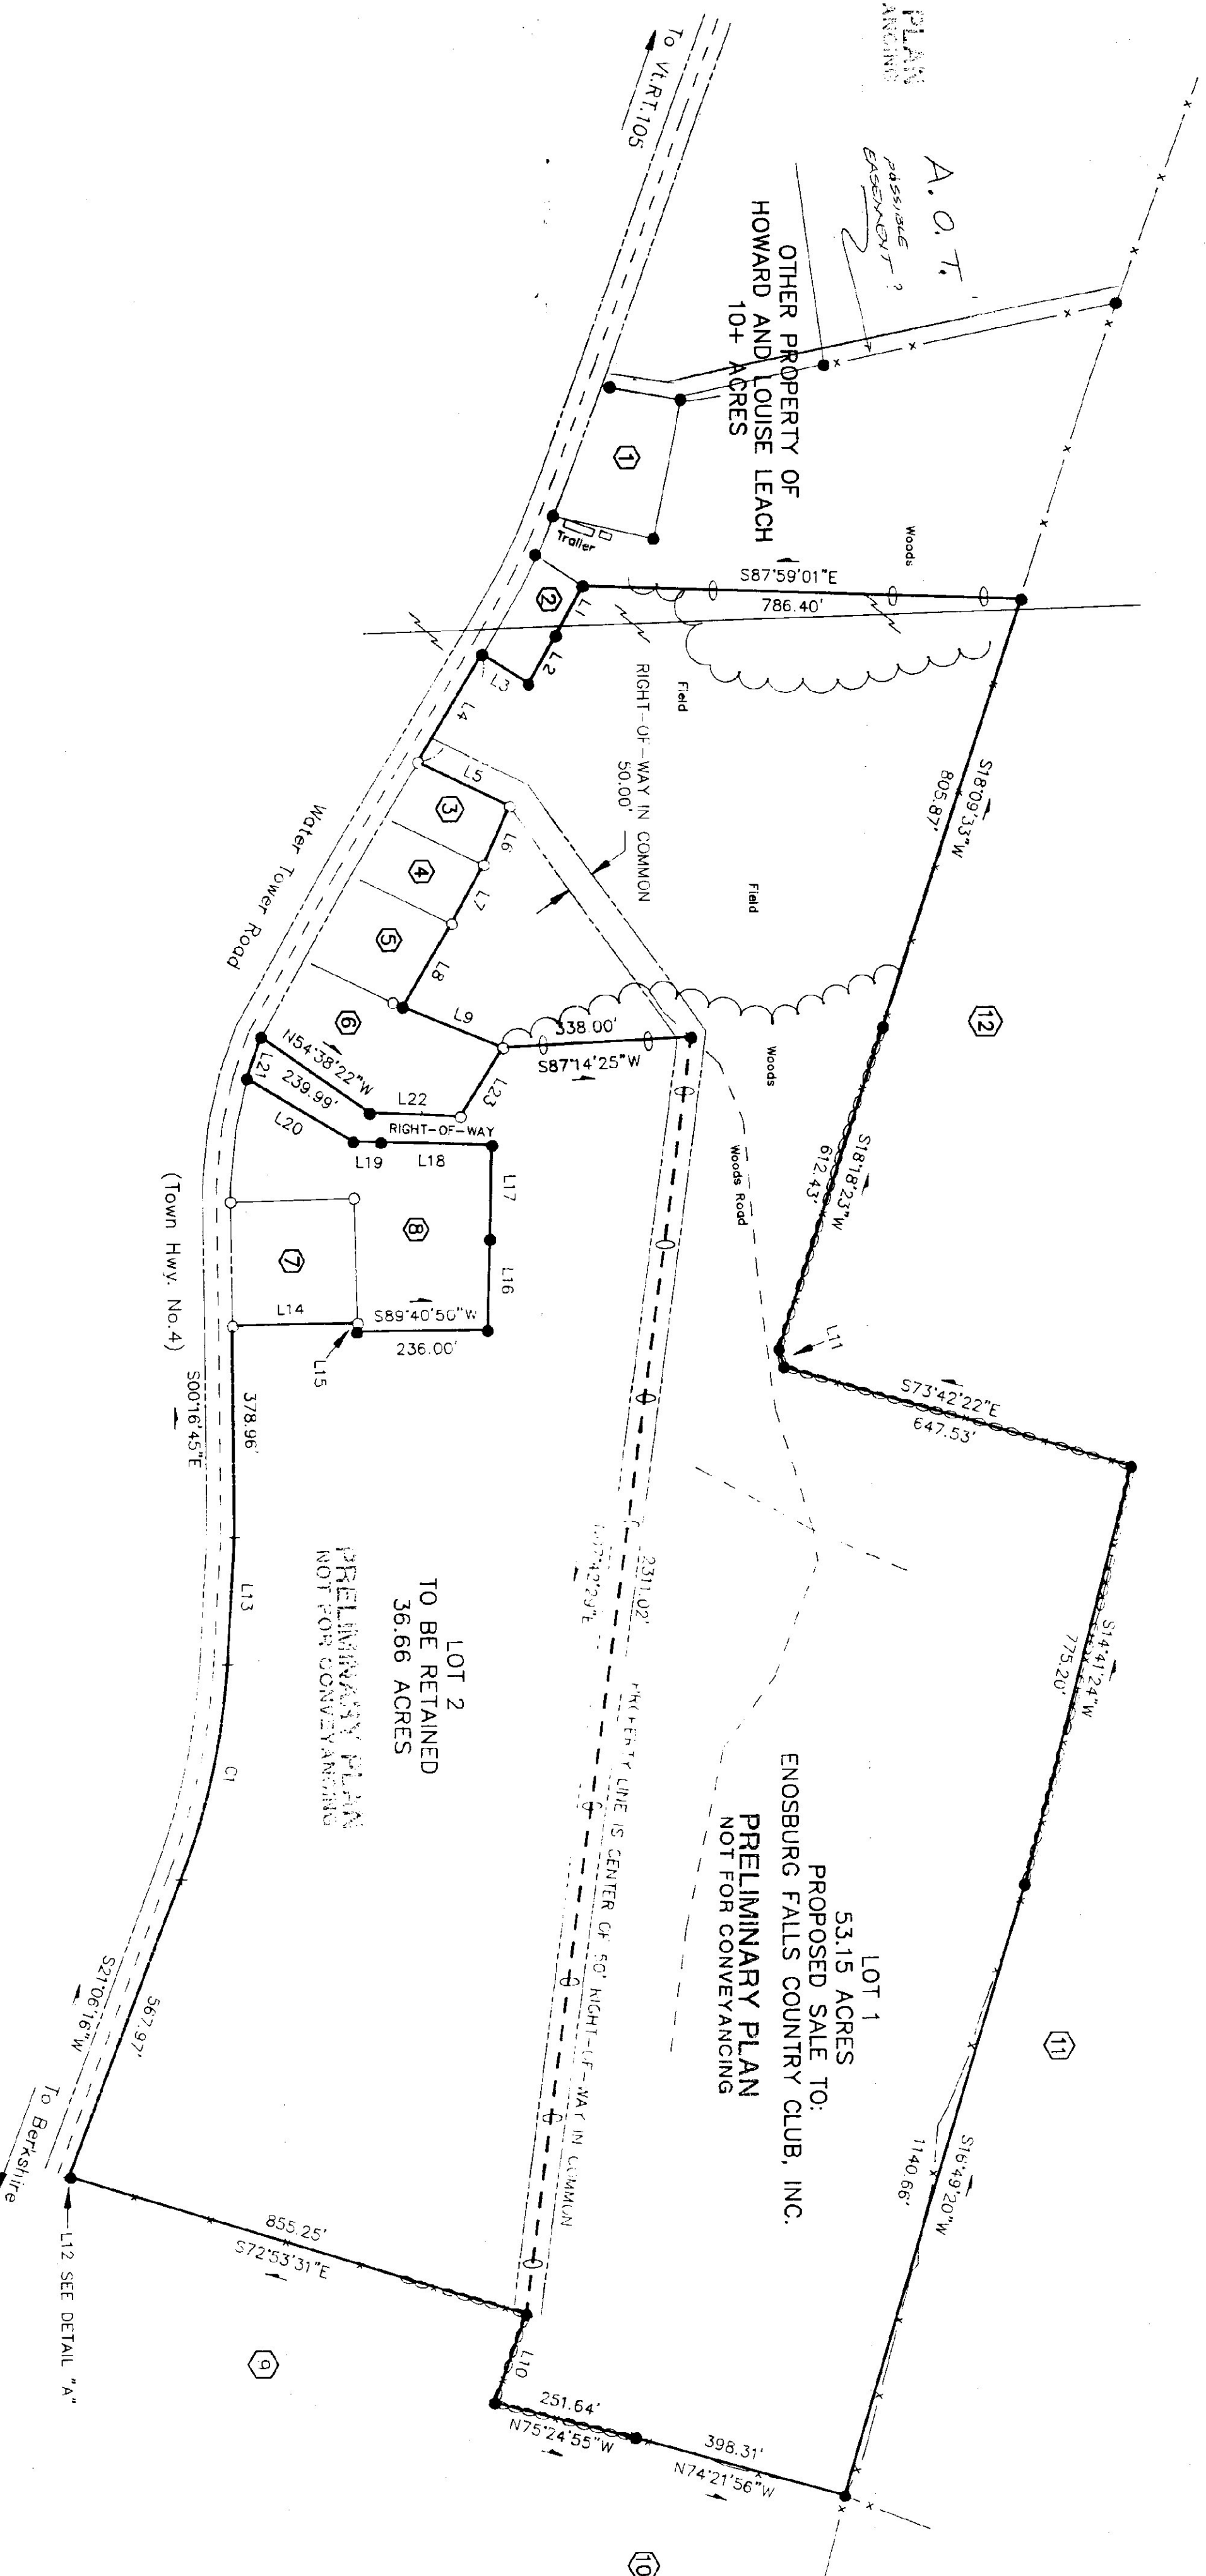 PLAN
To Vt.RT.105
A.O.T.
POSSIBLE
EASEMENT ?
OTHER PROPERTY OF
HOWARD AND LOUISE LEACH
10+ ACRES
1
Trailer
2
L1
L2
L3
L4
L5
L6
L7
L8
L9
3
4
5
6
Woods
S87°59'01"E
786.40'
Field
RIGHT-OF-WAY IN COMMON
50.00'
S18°09'33"W
805.87'
Field
12
Woods
Woods Road
338.00'
S87°14'25"W
S18°18'23"W
612.43'
L11
S73°42'22"E
647.53'
Water Tower Road
N54°38'22"W
239.99'
L21
L20
L22
L23
RIGHT-OF-WAY
L19
L18
L17
L16
8
7
L14
S89°40'50"W
236.00'
L15
(Town Hwy. No.4)
S00°16'45"E
378.96'
L13
C1
LOT 2
TO BE RETAINED
36.66 ACRES
PRELIMINARY PLAN
NOT FOR CONVEYANCING
2311.02'
PROPERTY LINE IS CENTER OF 50' RIGHT-OF-WAY IN COMMON
S14°41'24"W
775.20'
LOT 1
53.15 ACRES
PROPOSED SALE TO:
ENOSBURG FALLS COUNTRY CLUB, INC.
PRELIMINARY PLAN
NOT FOR CONVEYANCING
11
S16°49'20"W
1140.66'
S21°06'16"W
567.97'
To Berkshire
L12 SEE DETAIL "A"
855.25'
S72°53'31"E
9
L10
251.64'
N75°24'55"W
398.31'
N74°21'56"W
10